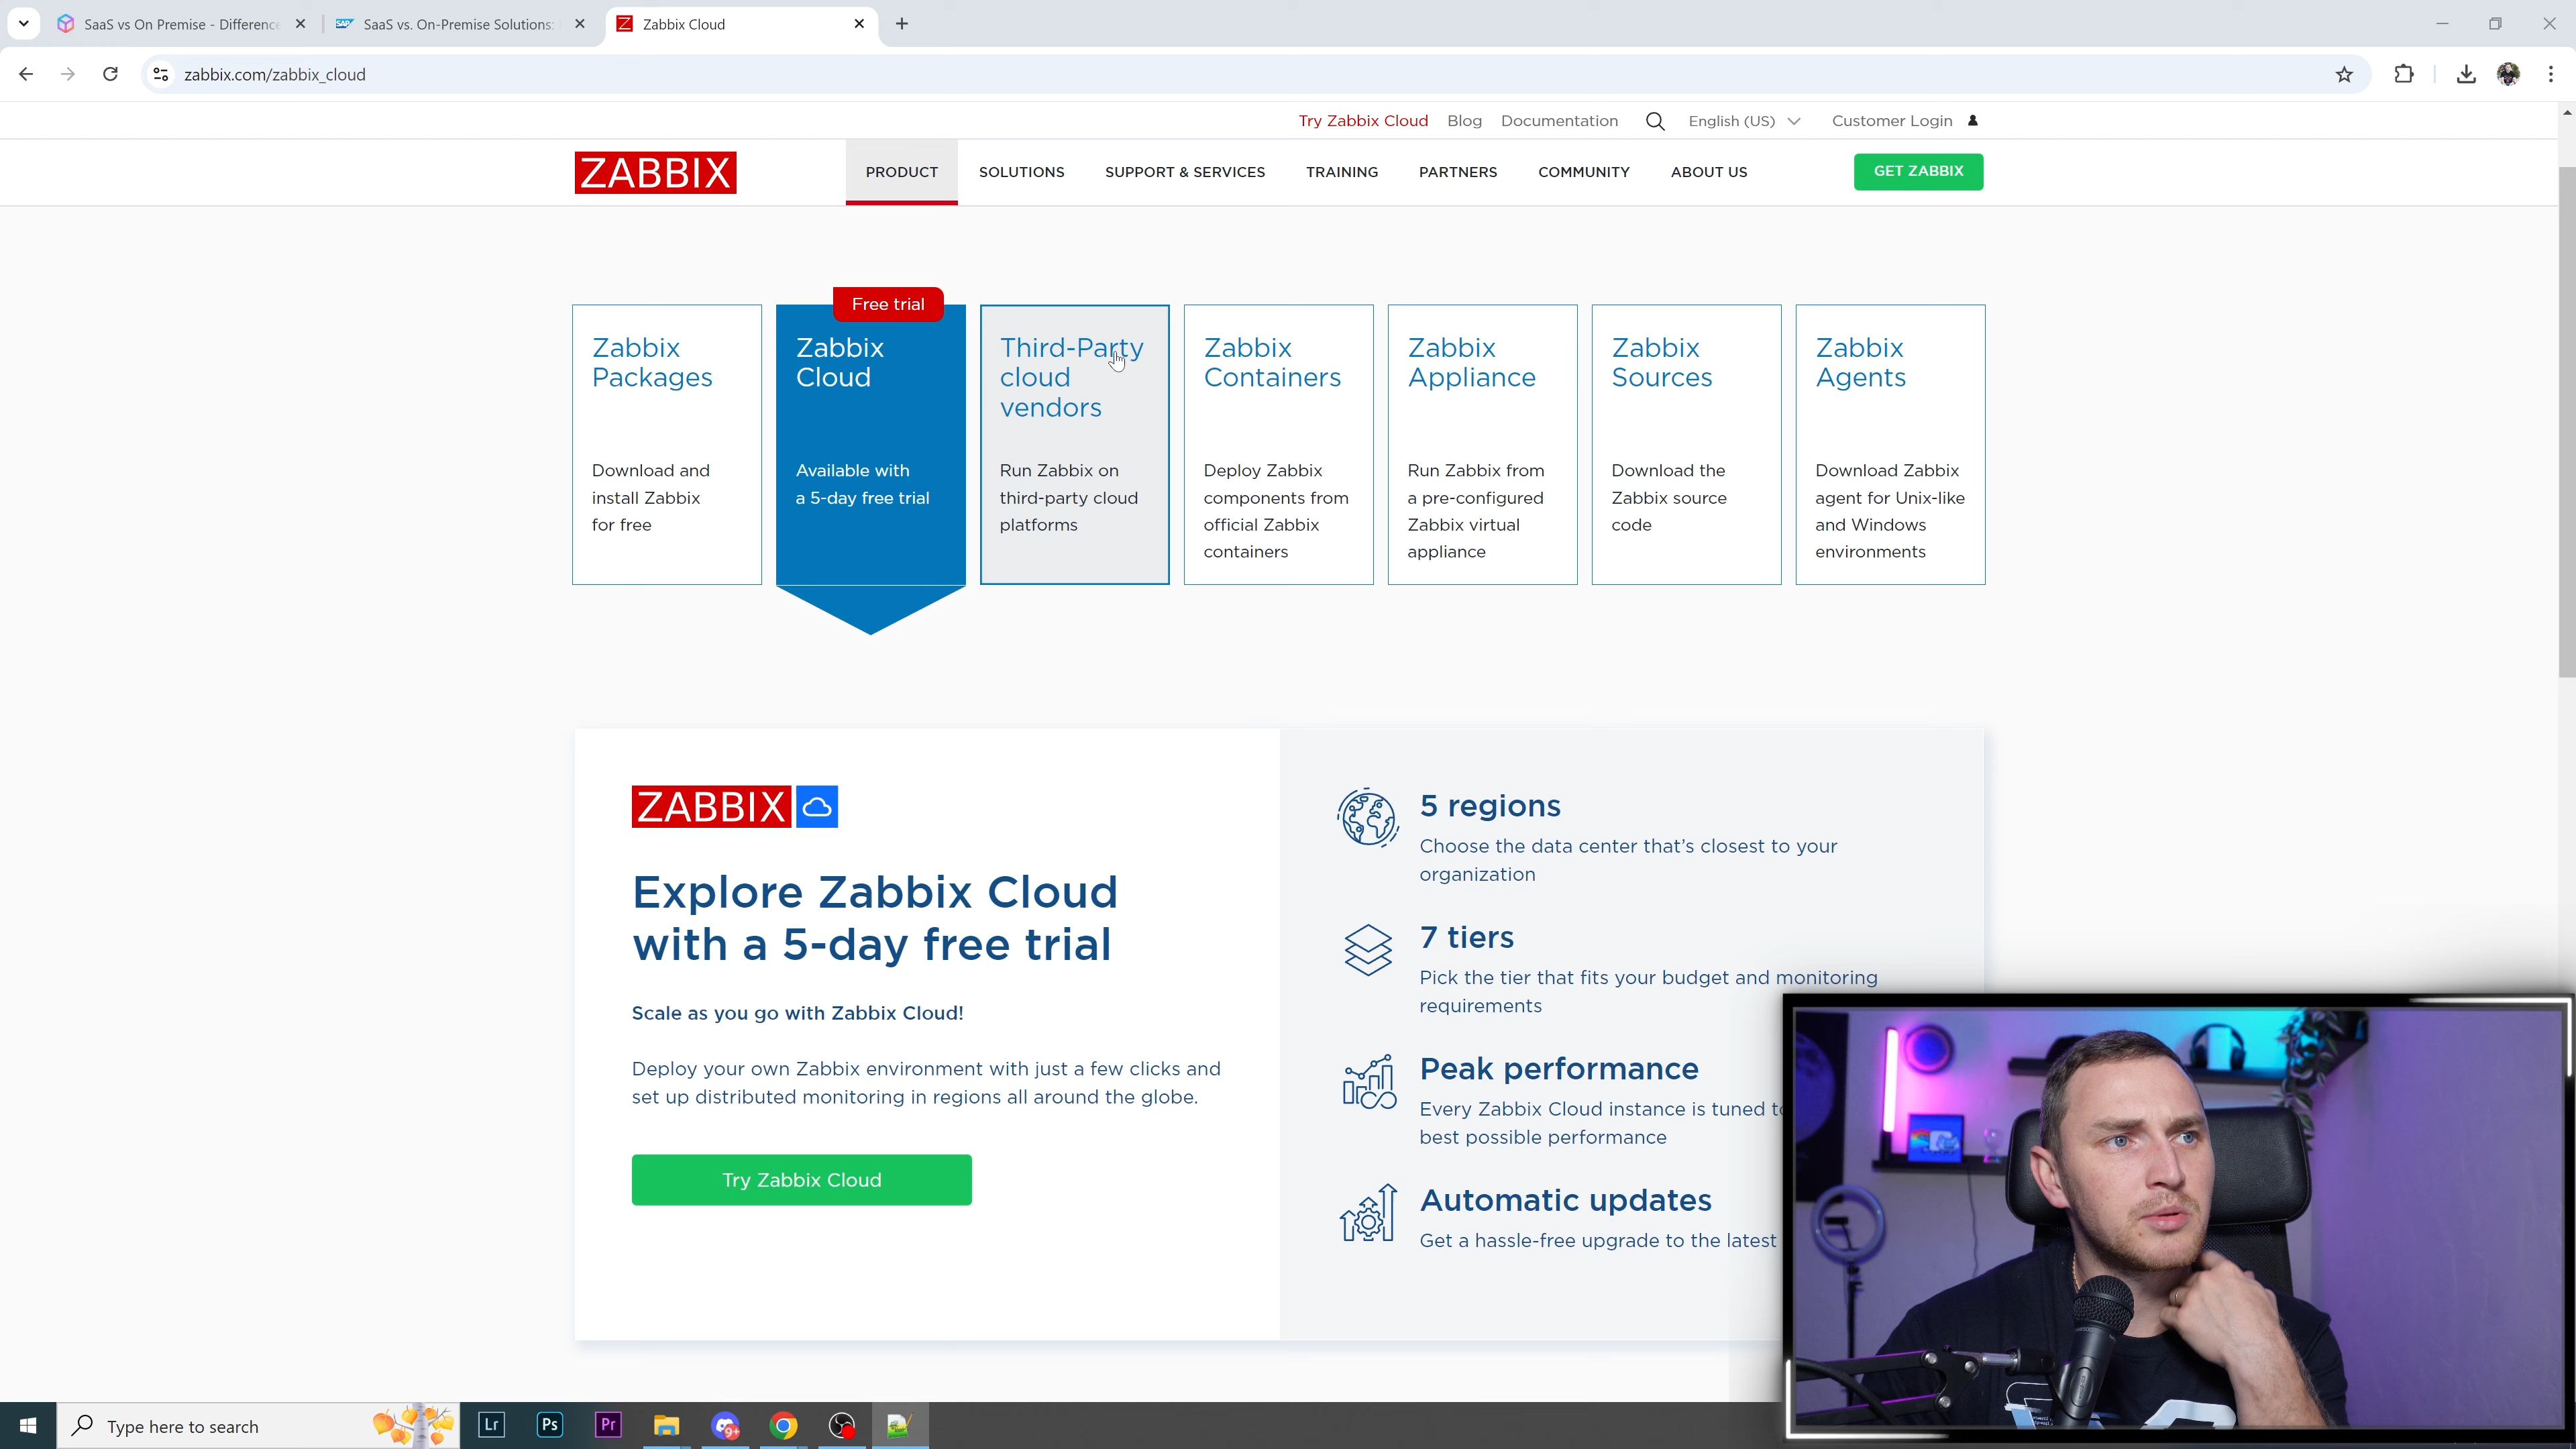 SaaS vs On Premise - Difference
SAP SaaS vs. On-Premise Solutions:
Z Zabbix Cloud
zabbix.com/zabbix_cloud
Try Zabbix Cloud Blog Documentation English (US) Customer Login
ZABBIX PRODUCT SOLUTIONS SUPPORT & SERVICES TRAINING PARTNERS COMMUNITY ABOUT US GET ZABBIX
Zabbix
Packages
Download and
install Zabbix
for free
Free trial
Zabbix
Cloud
Available with
a 5-day free trial
Third-Party
cloud
vendors
Run Zabbix on
third-party cloud
platforms
Zabbix
Containers
Deploy Zabbix
components from
official Zabbix
containers
Zabbix
Appliance
Run Zabbix from
a pre-configured
Zabbix virtual
appliance
Zabbix
Sources
Download the
Zabbix source
code
Zabbix
Agents
Download Zabbix
agent for Unix-like
and Windows
environments
ZABBIX
Explore Zabbix Cloud
with a 5-day free trial
Scale as you go with Zabbix Cloud!
Deploy your own Zabbix environment with just a few clicks and
set up distributed monitoring in regions all around the globe.
Try Zabbix Cloud
5 regions
Choose the data center that’s closest to your
organization
7 tiers
Pick the tier that fits your budget and monitoring
requirements
Peak performance
Every Zabbix Cloud instance is tuned
best possible performance
Automatic updates
Get a hassle-free upgrade to the latest
Type here to search
Lr
Ps
Pr
9+